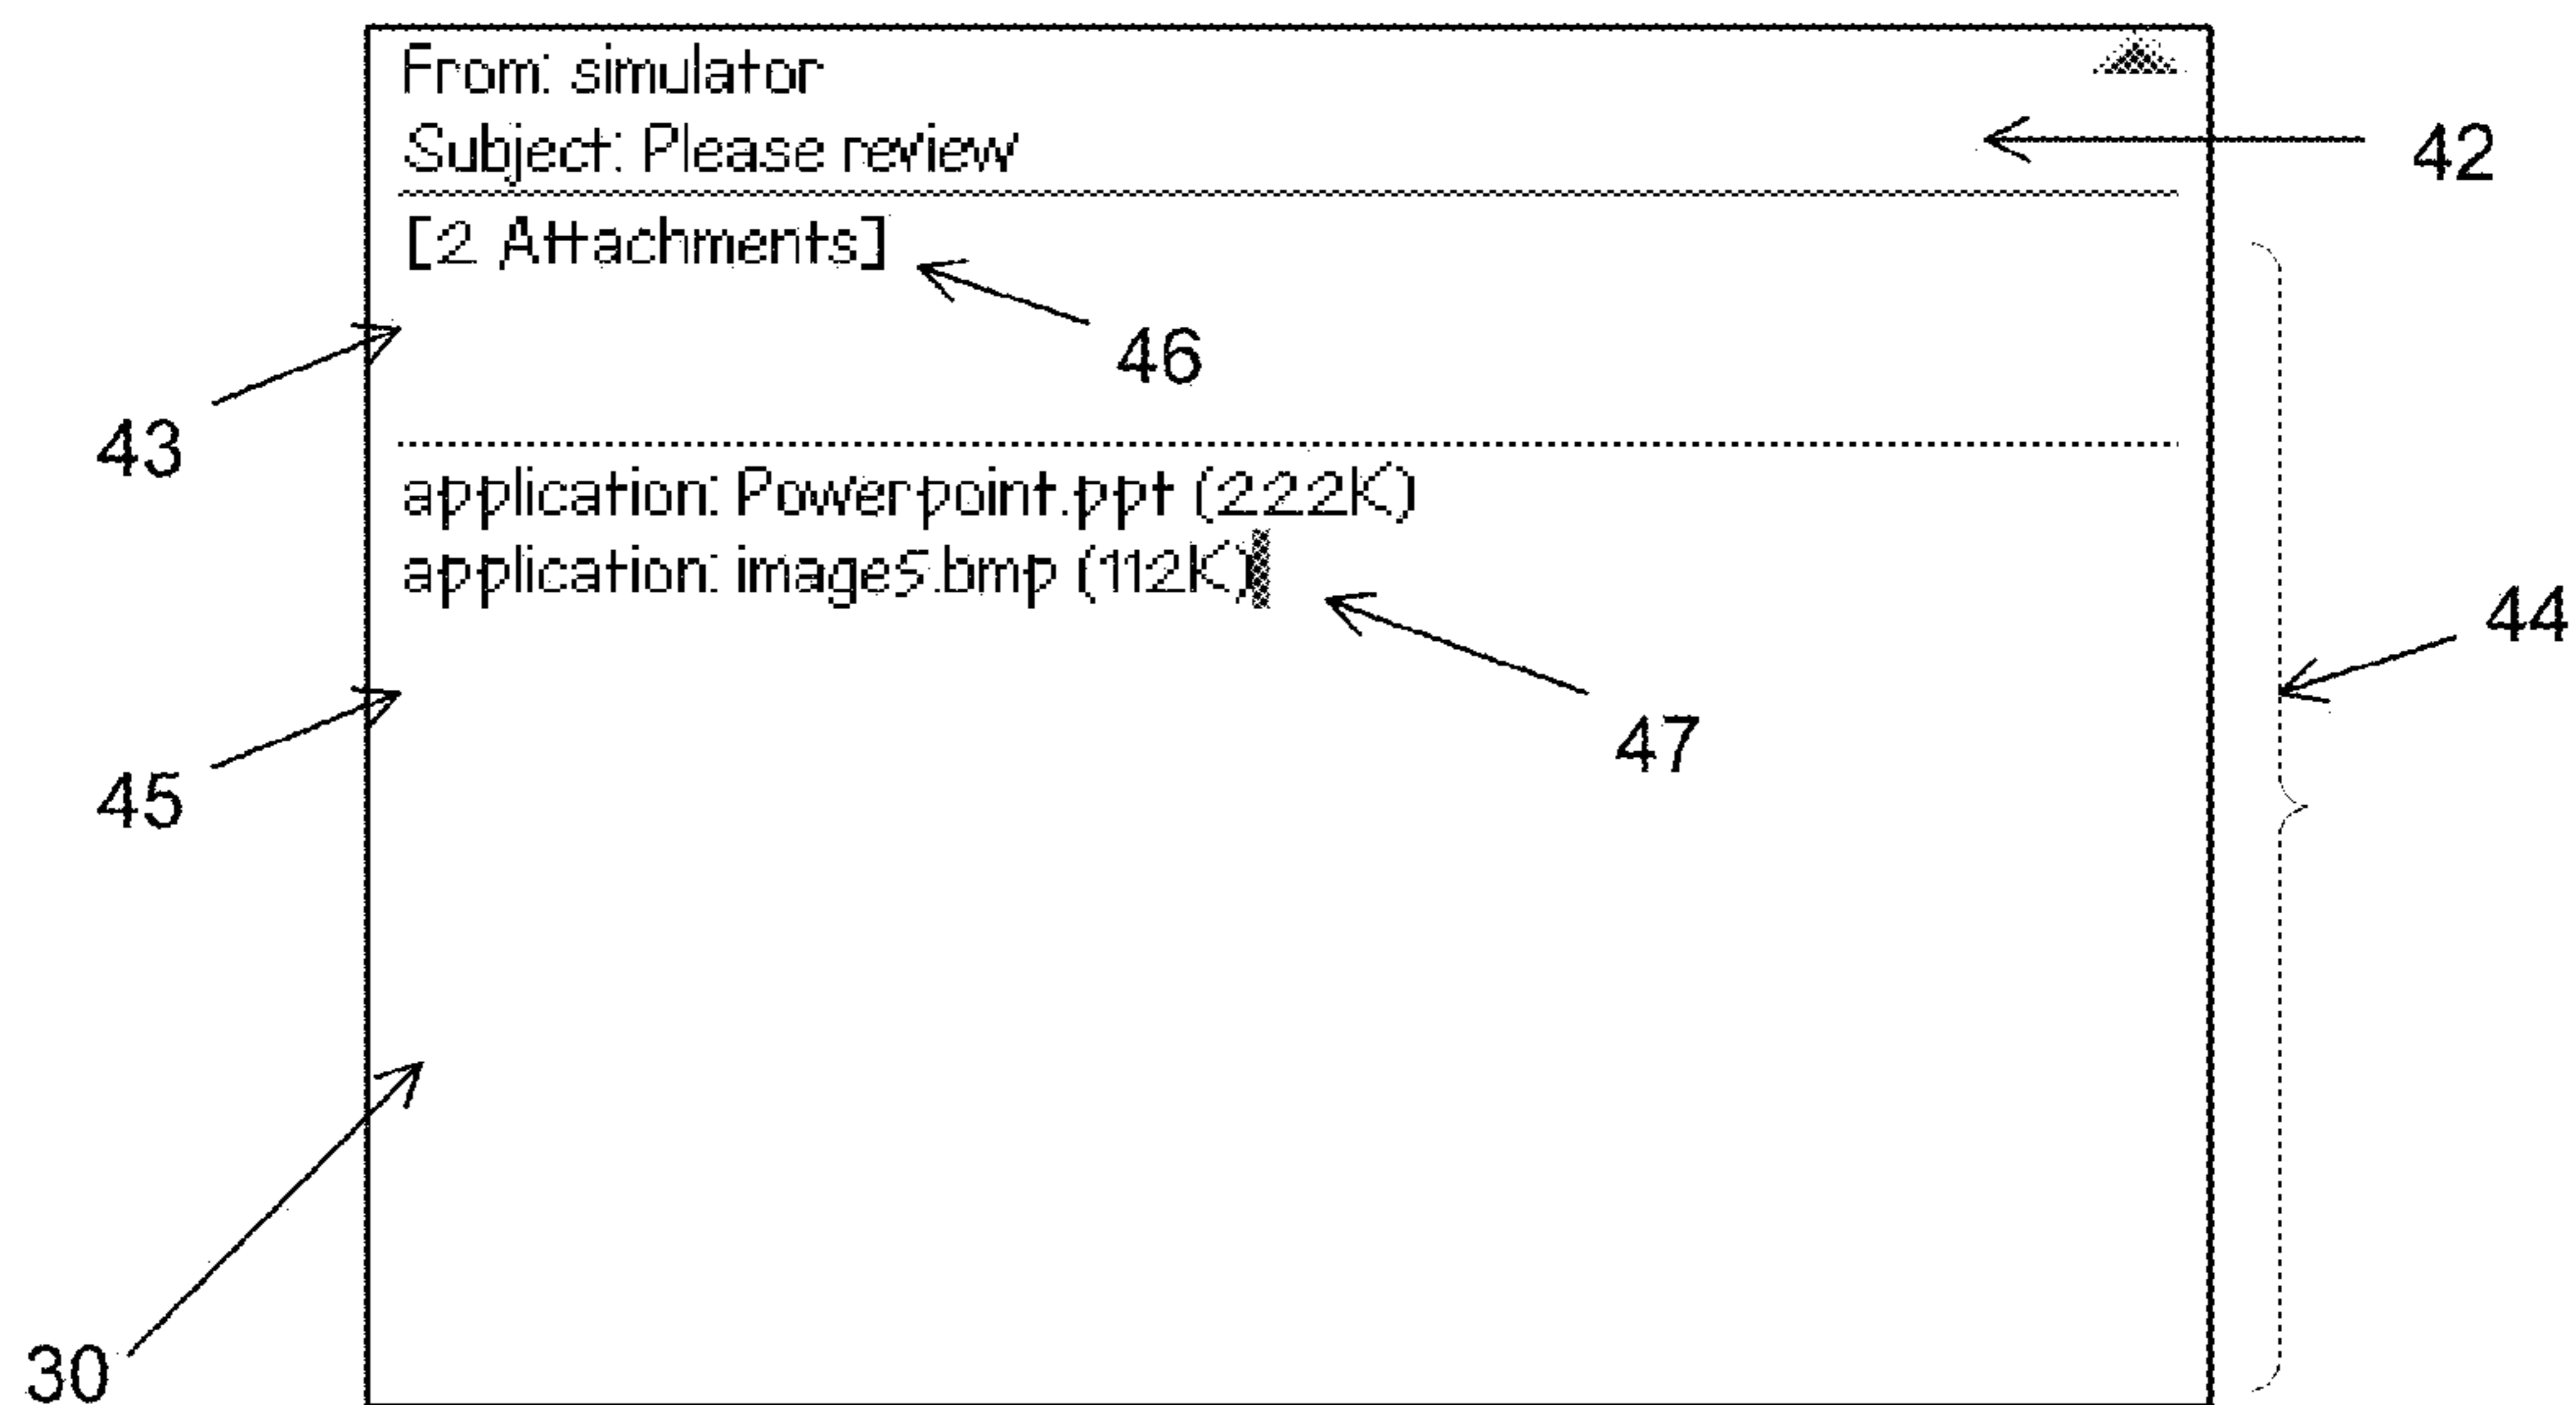 From: simulator
Subject: Please review
42
[2 Attachments]
46
43
application: Powerpoint.ppt (222K)
application: image5.bmp (112K)
44
47
45
30